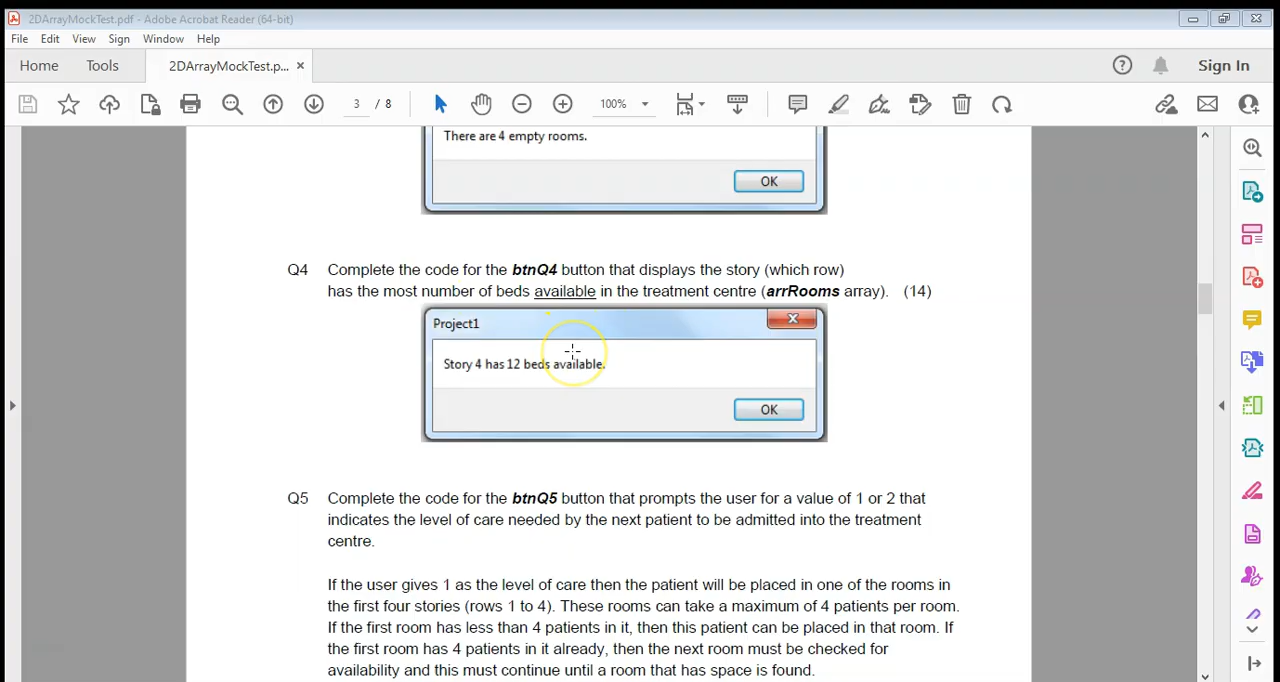 2DArrayMockTest.pdf - Adobe Acrobat Reader (64-bit)
File Edit View Sign Window Help
Home Tools 2DArrayMockTest.p... × Sign In
3 / 8 100%
There are 4 empty rooms.
OK
Q4 Complete the code for the btnQ4 button that displays the story (which row)
has the most number of beds available in the treatment centre (arrRooms array). (14)
Project1
Story 4 has 12 beds available.
OK
Q5 Complete the code for the btnQ5 button that prompts the user for a value of 1 or 2 that
indicates the level of care needed by the next patient to be admitted into the treatment
centre.
If the user gives 1 as the level of care then the patient will be placed in one of the rooms in
the first four stories (rows 1 to 4). These rooms can take a maximum of 4 patients per room.
If the first room has less than 4 patients in it, then this patient can be placed in that room. If
the first room has 4 patients in it already, then the next room must be checked for
availability and this must continue until a room that has space is found.